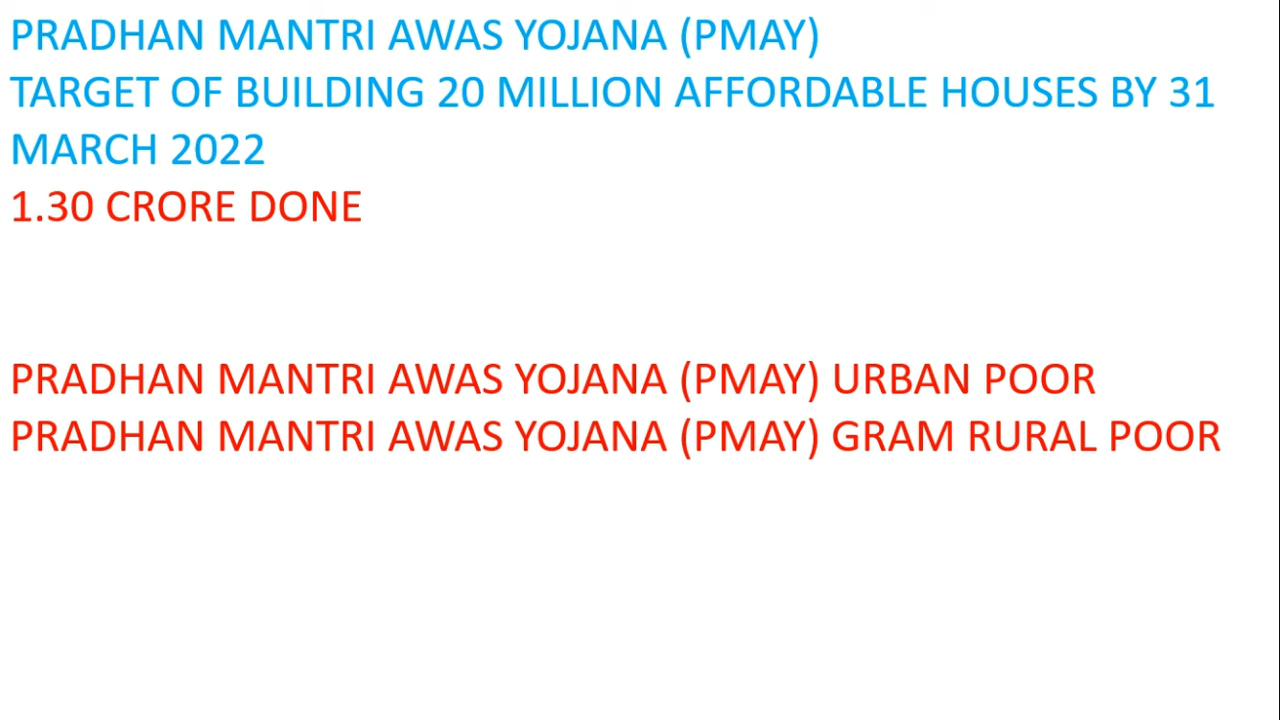 PRADHAN MANTRI AWAS YOJANA (PMAY)
TARGET OF BUILDING 20 MILLION AFFORDABLE HOUSES BY 31
MARCH 2022
1.30 CRORE DONE
PRADHAN MANTRI AWAS YOJANA (PMAY) URBAN POOR
PRADHAN MANTRI AWAS YOJANA (PMAY) GRAM RURAL POOR